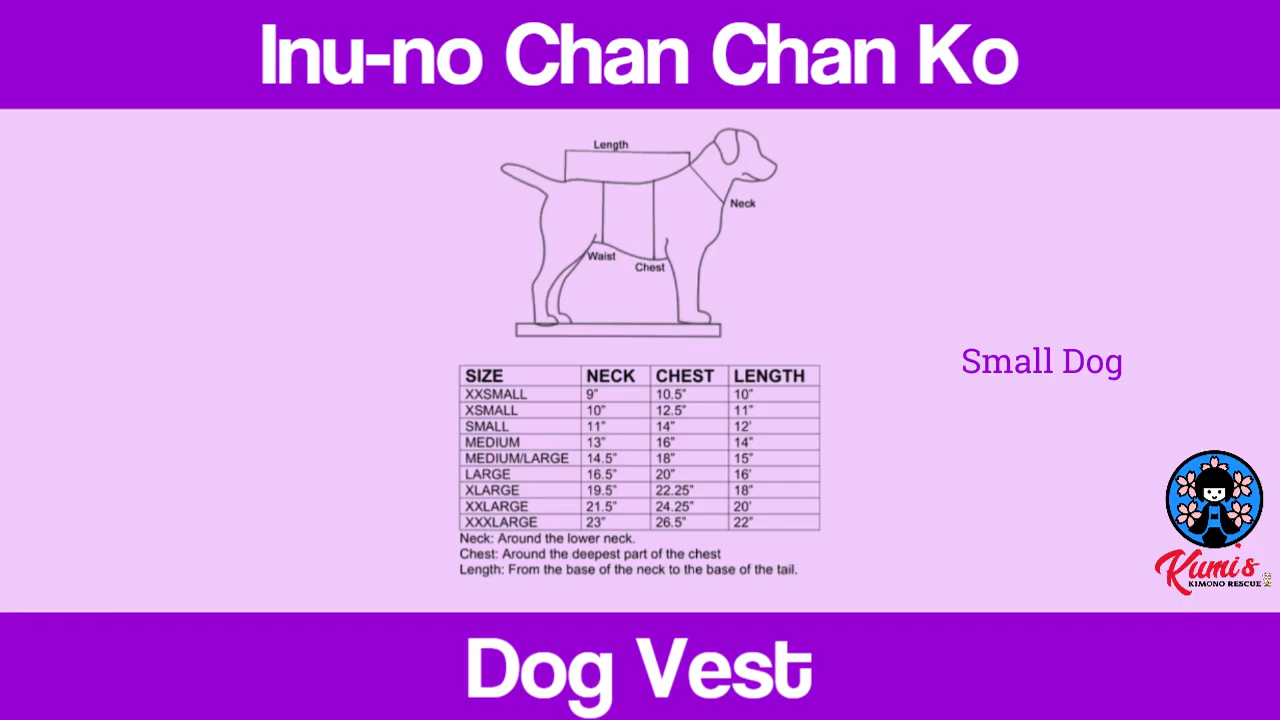 Inu-no Chan Chan Ko
Length
Neck
Waist
Chest
Small Dog
SIZE NECK CHEST LENGTH
XXSMALL 9" 10.5" 10"
XSMALL 10" 12.5" 11"
SMALL 11" 14" 12'
MEDIUM 13" 16" 14"
MEDIUM/LARGE 14.5" 18" 15"
LARGE 16.5" 20" 16'
XLARGE 19.5" 22.25" 18"
XXLARGE 21.5" 24.25" 20'
XXXLARGE 23" 26.5" 22"
Neck: Around the lower neck.
Chest: Around the deepest part of the chest
Length: From the base of the neck to the base of the tail.
Kumi's
KIMONO RESCUE
Dog Vest